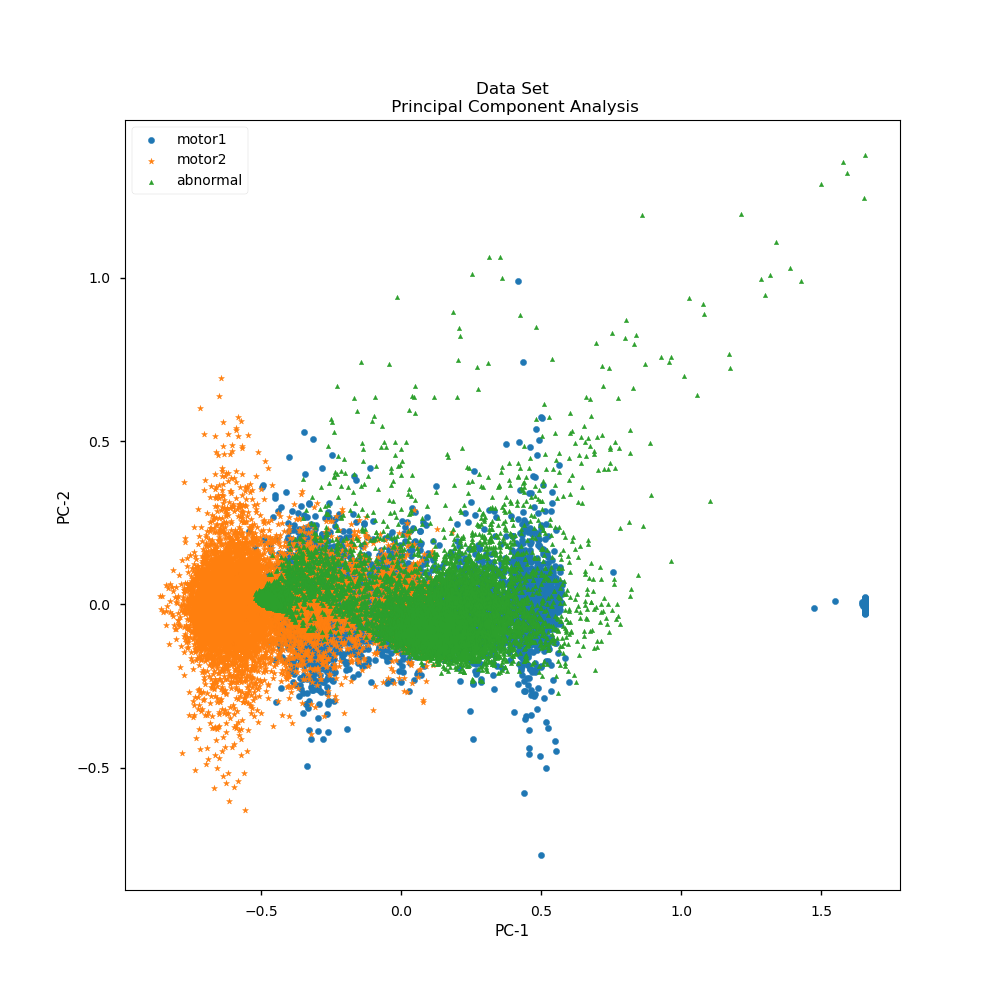 Data Set
Principal Component Analysis
motor1
motor2
abnormal
1.0
0.5
0.0
−0.5
PC-2
−0.5
0.0
0.5
1.0
1.5
PC-1